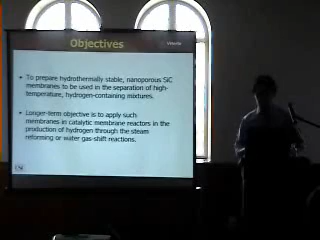 Objectives
• To prepare hydrothermally stable, nanoporous SiC
membranes to be used in the separation of high-
temperature, hydrogen-containing mixtures.
• Longer-term objective is to apply such
membranes in catalytic membrane reactors in the
production of hydrogen through the steam
reforming or water gas-shift reactions.